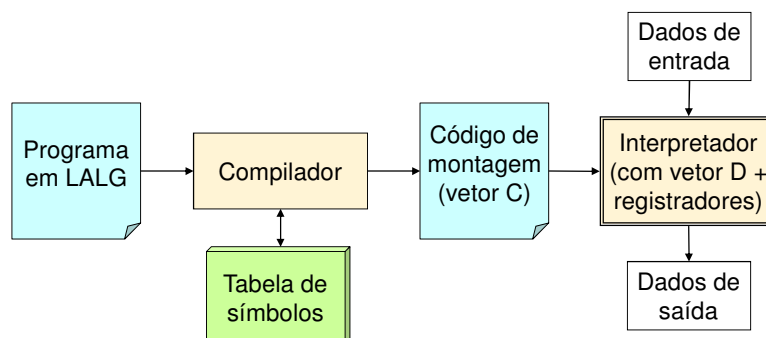 Programa
em LALG
Compilador
Tabela de
símbolos
Código de
montagem
(vetor C)
Dados de
entrada
Interpretador
(com vetor D +
registradores)
Dados de
saída